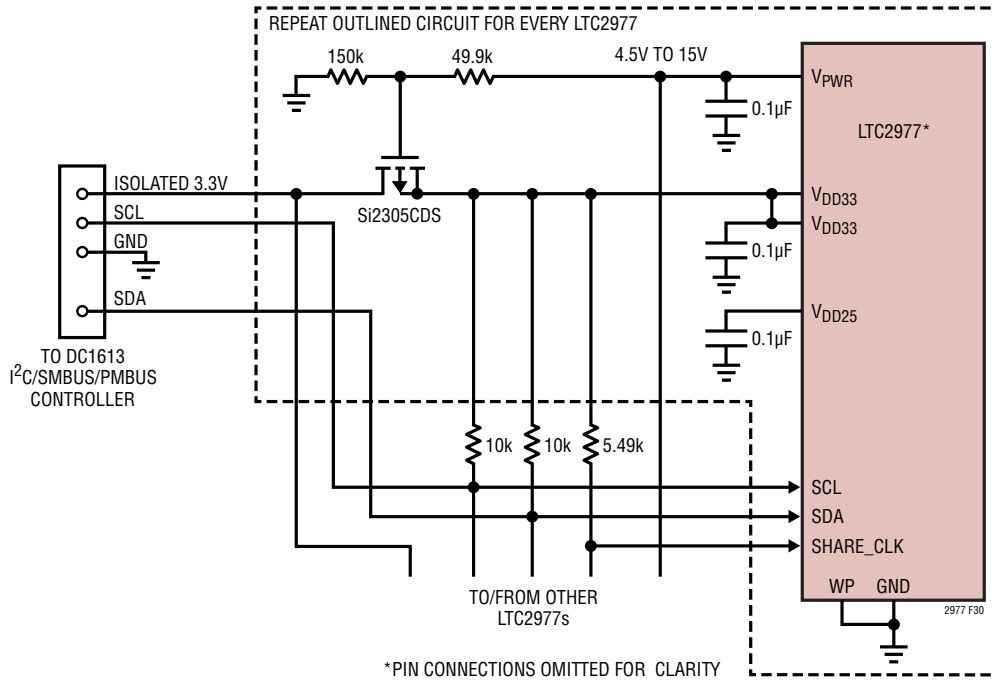 REPEAT OUTLINED CIRCUIT FOR EVERY LTC2977
150k
49.9k
4.5V TO 15V
VPWR
0.1µF
LTC2977*
ISOLATED 3.3V
Si2305CDS
VDD33
SCL
VDD33
GND
0.1µF
SDA
VDD25
0.1µF
TO DC1613
I2C/SMBUS/PMBUS
CONTROLLER
10k
10k
5.49k
SCL
SDA
SHARE_CLK
WP
GND
TO/FROM OTHER
LTC2977s
2977 F30
*PIN CONNECTIONS OMITTED FOR CLARITY